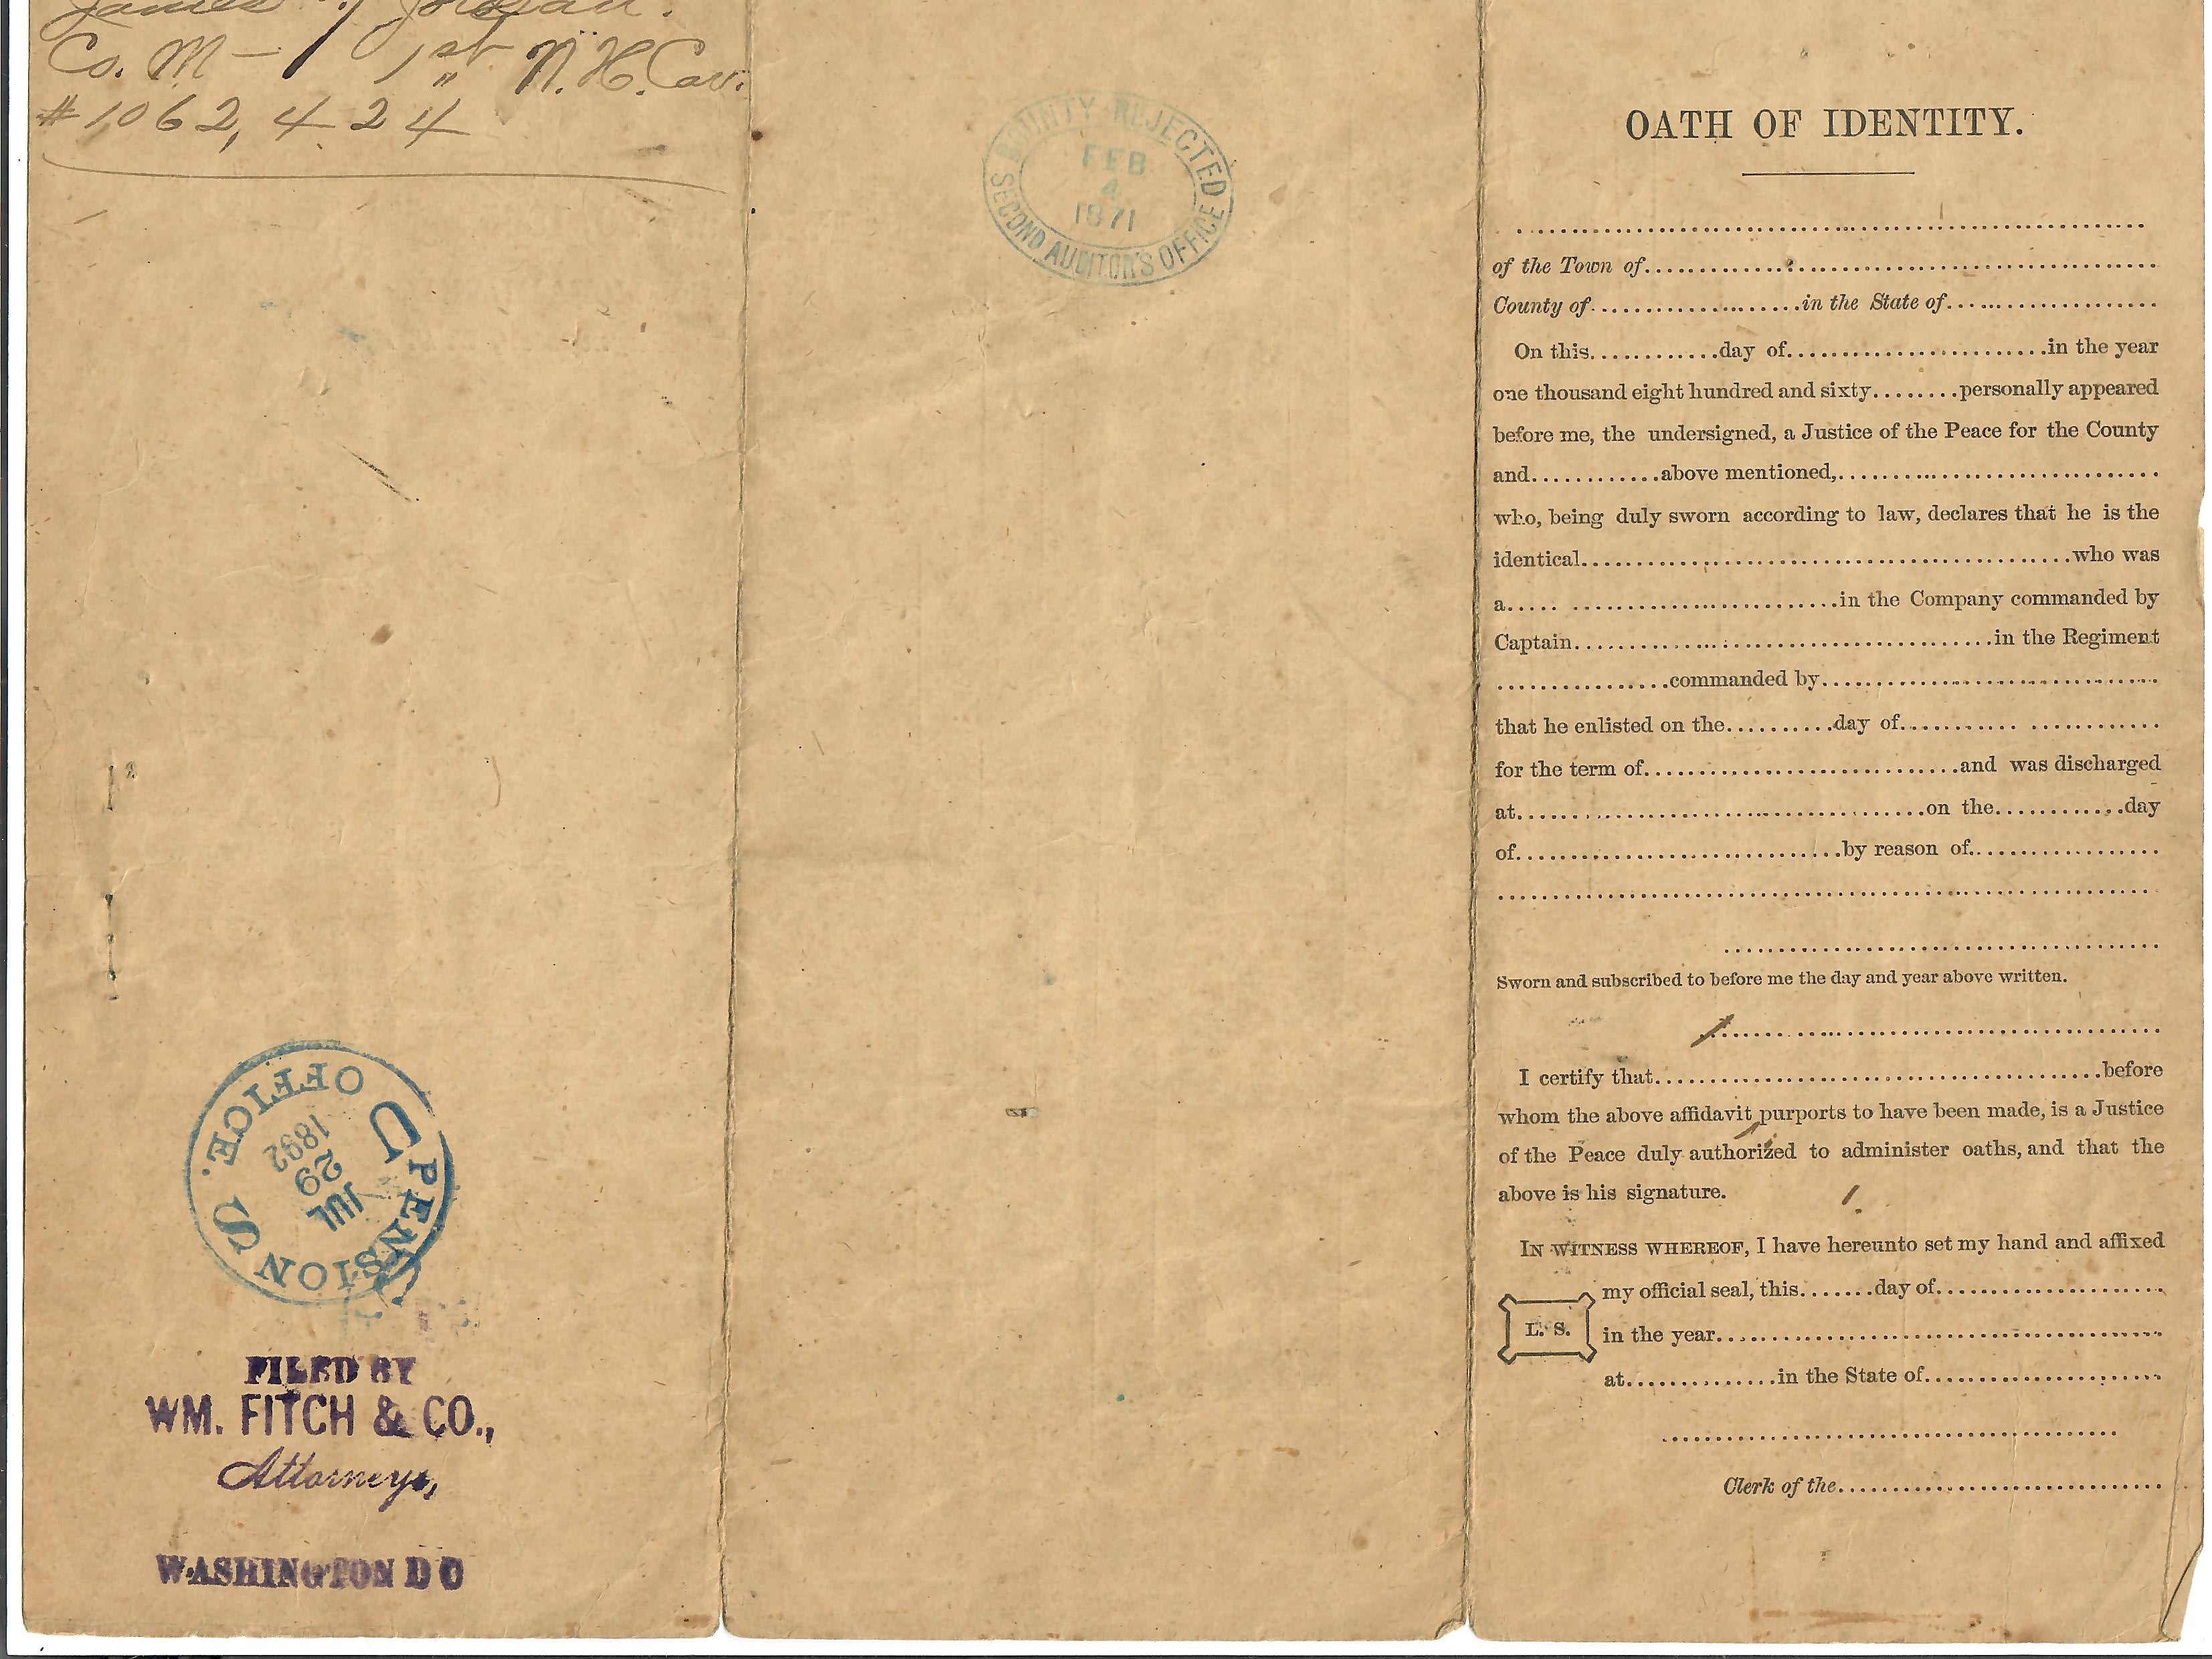 James Jordan.
Co. M — 1st N.H. Cav.
#1062,424
U.S. PENSION OFFICE.
JUL
29
1892
FILED BY
WM. FITCH & CO.,
Attorneys,
WASHINGTON D C
BOUNTY REJECTED
FEB
4
1871
SECOND AUDITOR'S OFFICE
OATH OF IDENTITY.
of the Town of
County of in the State of
On this day of in the year
one thousand eight hundred and sixty personally appeared
before me, the undersigned, a Justice of the Peace for the County
and above mentioned,
who, being duly sworn according to law, declares that he is the
identical who was
a in the Company commanded by
Captain in the Regiment
commanded by
that he enlisted on the day of
for the term of and was discharged
at on the day
of by reason of
Sworn and subscribed to before me the day and year above written.
I certify that before
whom the above affidavit purports to have been made, is a Justice
of the Peace duly authorized to administer oaths, and that the
above is his signature.
IN WITNESS WHEREOF, I have hereunto set my hand and affixed
my official seal, this day of
L. S.
in the year
at in the State of
Clerk of the